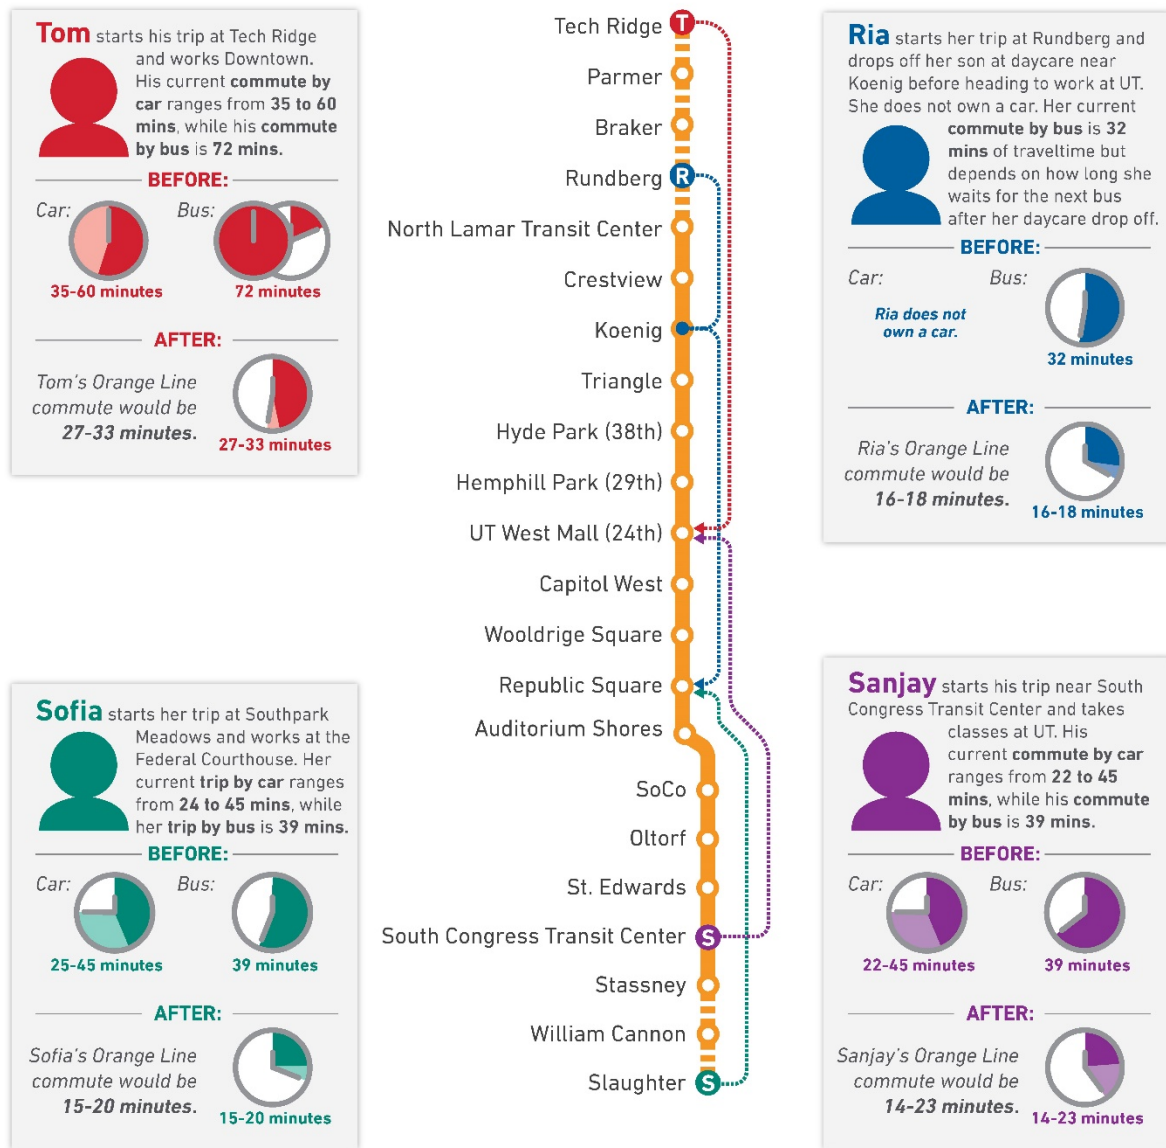 Tom starts his trip at Tech Ridge
and works Downtown.
His current commute by
car ranges from 35 to 60
mins, while his commute
by bus is 72 mins.
BEFORE:
Car:
Bus:
35-60 minutes
72 minutes
AFTER:
Tom's Orange Line
commute would be
27-33 minutes.
27-33 minutes
Sofia starts her trip at Southpark
Meadows and works at the
Federal Courthouse. Her
current trip by car ranges
from 24 to 45 mins, while
her trip by bus is 39 mins.
BEFORE:
Car:
Bus:
25-45 minutes
39 minutes
AFTER:
Sofia's Orange Line
commute would be
15-20 minutes.
15-20 minutes
Tech Ridge
T
Parmer
Braker
Rundberg
R
North Lamar Transit Center
Crestview
Koenig
Triangle
Hyde Park (38th)
Hemphill Park (29th)
UT West Mall (24th)
Capitol West
Wooldrige Square
Republic Square
Auditorium Shores
SoCo
Oltorf
St. Edwards
South Congress Transit Center
S
Stassney
William Cannon
Slaughter
S
Ria starts her trip at Rundberg and
drops off her son at daycare near
Koenig before heading to work at UT.
She does not own a car. Her current
commute by bus is 32
mins of traveltime but
depends on how long she
waits for the next bus
after her daycare drop off.
BEFORE:
Car:
Bus:
Ria does not
own a car.
32 minutes
AFTER:
Ria's Orange Line
commute would be
16-18 minutes.
16-18 minutes
Sanjay starts his trip near South
Congress Transit Center and takes
classes at UT. His
current commute by car
ranges from 22 to 45
mins, while his commute
by bus is 39 mins.
BEFORE:
Car:
Bus:
22-45 minutes
39 minutes
AFTER:
Sanjay's Orange Line
commute would be
14-23 minutes.
14-23 minutes